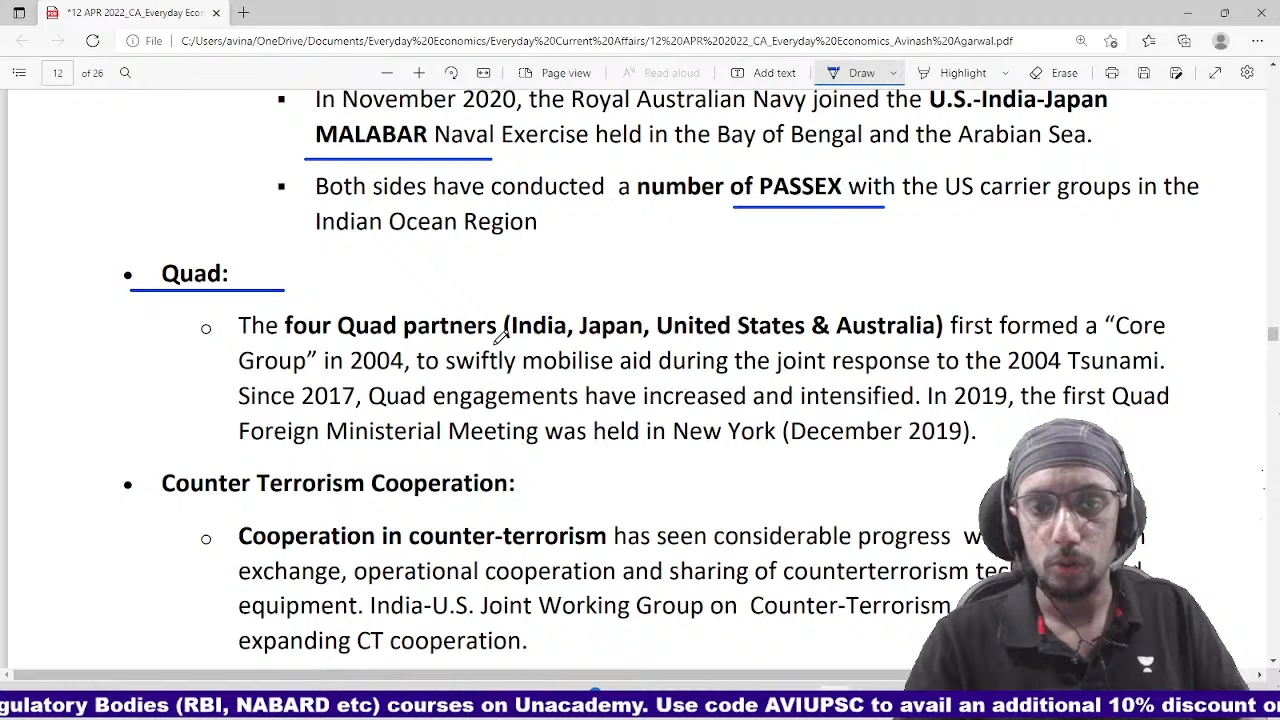 *12 APR 2022_CA_Everyday Econ
File C:/Users/avina/OneDrive/Documents/Everyday%20Economics/Everyday%20Current%20Affairs/12%20APR%202022_CA_Everyday%20Economics_Avinash%20Agarwal.pdf
12 of 26 Page view Read aloud Add text Draw Highlight Erase
In November 2020, the Royal Australian Navy joined the U.S.-India-Japan
MALABAR Naval Exercise held in the Bay of Bengal and the Arabian Sea.
Both sides have conducted a number of PASSEX with the US carrier groups in the
Indian Ocean Region
Quad:
The four Quad partners (India, Japan, United States & Australia) first formed a “Core
Group” in 2004, to swiftly mobilise aid during the joint response to the 2004 Tsunami.
Since 2017, Quad engagements have increased and intensified. In 2019, the first Quad
Foreign Ministerial Meeting was held in New York (December 2019).
Counter Terrorism Cooperation:
Cooperation in counter-terrorism has seen considerable progress
exchange, operational cooperation and sharing of counterterrorism
equipment. India-U.S. Joint Working Group on Counter-Terrorism
expanding CT cooperation.
gulatory Bodies (RBI, NABARD etc) courses on Unacademy. Use code AVIUPSC to avail an additional 10% discount